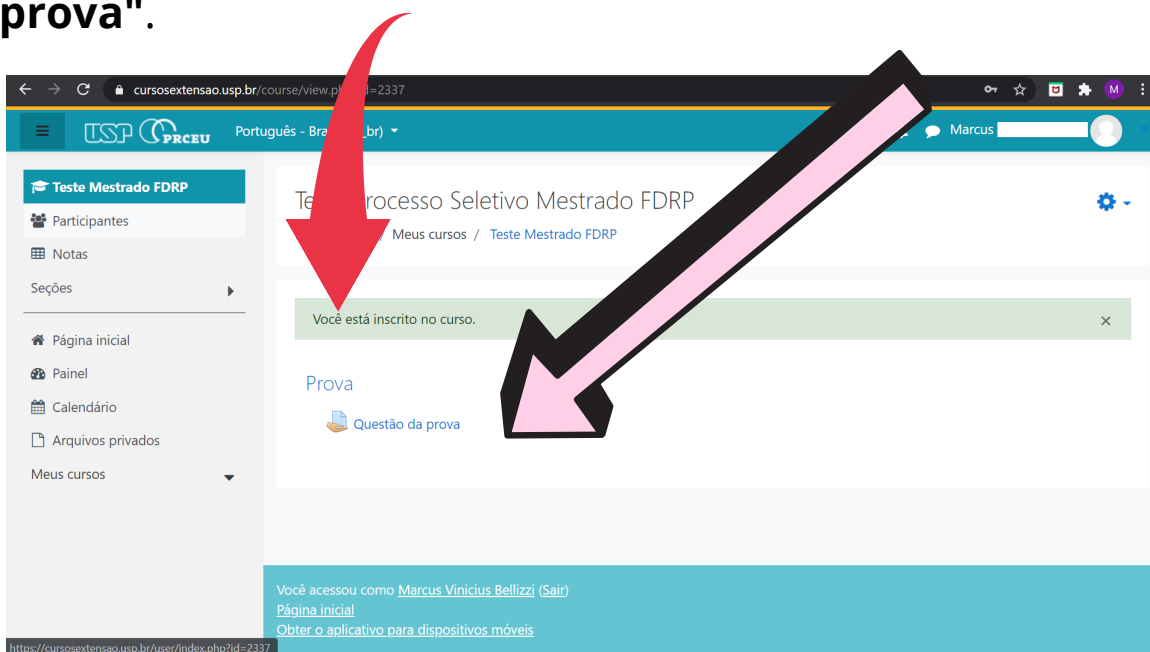 prova".
cursosextensao.usp.br/course/view.p =2337
M
USP PRCEU Português - Bra _br) Marcus
Teste Mestrado FDRP
Participantes
Notas
Seções
Página inicial
Painel
Calendário
Arquivos privados
Meus cursos
Te rocesso Seletivo Mestrado FDRP
/ Meus cursos / Teste Mestrado FDRP
Você está inscrito no curso.
×
Prova
Questão da prova
Você acessou como Marcus Vinicius Bellizzi (Sair)
Página inicial
Obter o aplicativo para dispositivos móveis
https://cursosextensao.usp.br/user/index.php?id=2337